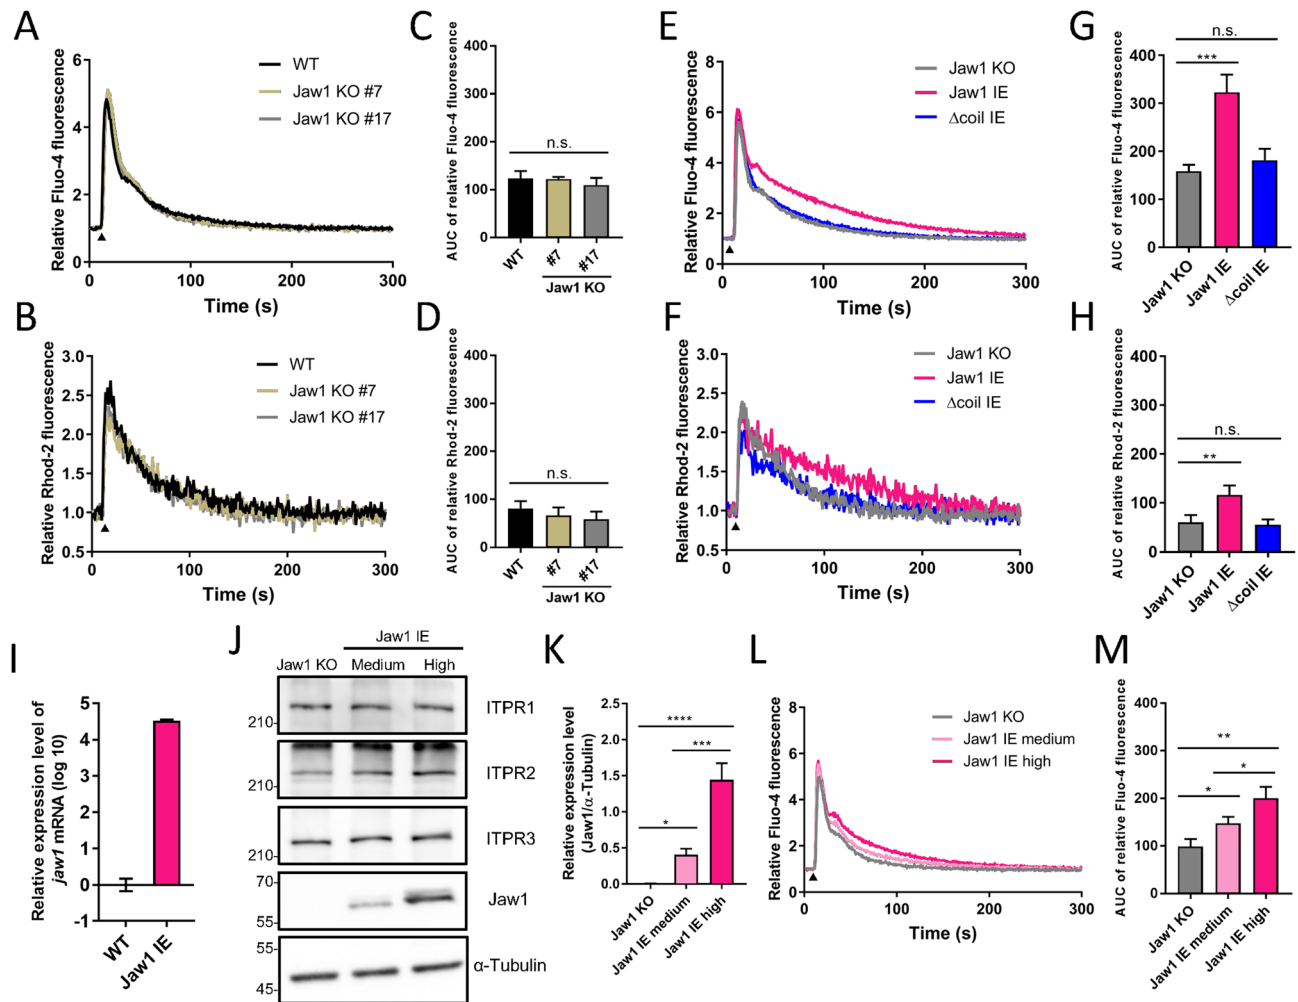 A
Relative Fluo-4 fluorescence
6
4
2
0
0
100
200
300
Time (s)
WT
Jaw1 KO #7
Jaw1 KO #17
C
AUC of relative Fluo-4 fluorescence
400
300
200
100
0
n.s.
WT
#7
#17
Jaw1 KO
E
Relative Fluo-4 fluorescence
8
6
4
2
0
0
100
200
300
Time (s)
Jaw1 KO
Jaw1 IE
Δcoil IE
G
AUC of relative Fluo-4 fluorescence
400
300
200
100
0
n.s.
***
Jaw1 KO
Jaw1 IE
Δcoil IE
B
Relative Rhod-2 fluorescence
3.0
2.5
2.0
1.5
1.0
0.5
0
100
200
300
Time (s)
WT
Jaw1 KO #7
Jaw1 KO #17
D
AUC of relative Rhod-2 fluorescence
400
300
200
100
0
n.s.
WT
#7
#17
Jaw1 KO
F
Relative Rhod-2 fluorescence
3.0
2.5
2.0
1.5
1.0
0.5
0
100
200
300
Time (s)
Jaw1 KO
Jaw1 IE
Δcoil IE
H
AUC of relative Rhod-2 fluorescence
400
300
200
100
0
n.s.
**
Jaw1 KO
Jaw1 IE
Δcoil IE
I
Relative expression level of
jaw1 mRNA (log 10)
5
4
3
2
1
0
-1
WT
Jaw1 IE
J
Jaw1 IE
Jaw1 KO Medium High
210
ITPR1
210
ITPR2
210
ITPR3
70
55
Jaw1
55
45
α-Tubulin
K
Relative expression level
(Jaw1/α-Tubulin)
2.5
2.0
1.5
1.0
0.5
0.0
****
***
*
Jaw1 KO
Jaw1 IE medium
Jaw1 IE high
L
Relative Fluo-4 fluorescence
8
6
4
2
0
0
100
200
300
Time (s)
Jaw1 KO
Jaw1 IE medium
Jaw1 IE high
M
AUC of relative Fluo-4 fluorescence
400
300
200
100
0
**
*
*
Jaw1 KO
Jaw1 IE medium
Jaw1 IE high